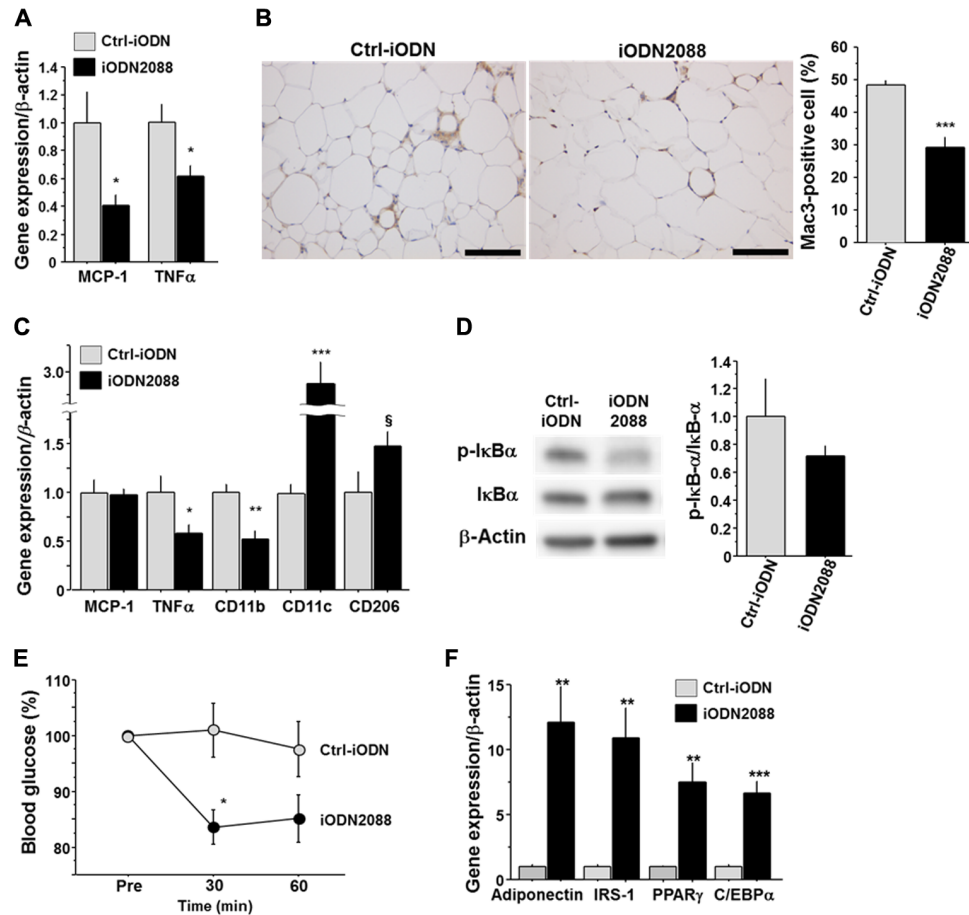 A
Ctrl-iODN
iODN2088
Gene expression/β-actin
1.4
1.2
1.0
0.8
0.6
0.4
0.2
0
*
*
MCP-1 TNFα
B
Ctrl-iODN iODN2088
Mac3-positive cell (%)
60
50
40
30
20
10
0
***
Ctrl-iODN
iODN2088
C
Ctrl-iODN
iODN2088
Gene expression/β-actin
3.0
1.5
1.0
0.5
0
*
**
***
§
MCP-1 TNFα CD11b CD11c CD206
D
Ctrl-
iODN
iODN
2088
p-IκBα
IκBα
β-Actin
p-IκB-α/IκB-α
1.4
1.2
1.0
0.8
0.6
0.4
0.2
0
Ctrl-iODN
iODN2088
E
Blood glucose (%)
110
100
90
80
Ctrl-iODN
*
iODN2088
Pre 30 60
Time (min)
F
Ctrl-iODN
iODN2088
Gene expression/β-actin
15
10
5
0
**
**
**
***
Adiponectin IRS-1 PPARγ C/EBPα